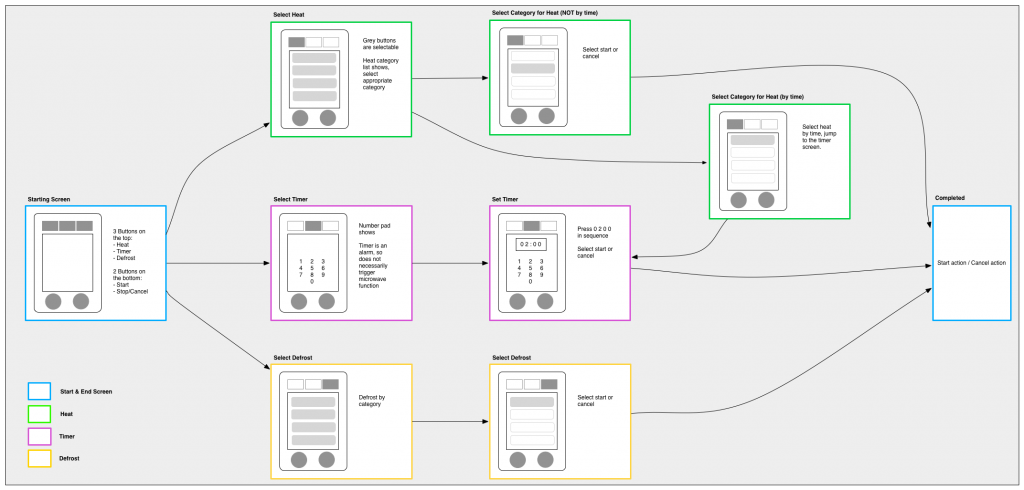 Select Heat
Grey buttons
are selectable
Heat category
list shows,
select
appropriate
category
Select Category for Heat (NOT by time)
Select start or
cancel
Select Category for Heat (by time)
Select heat
by time, jump
to the timer
screen.
Starting Screen
3 Buttons on
the top:
- Heat
- Timer
- Defrost
2 Buttons on
the bottom:
- Start
- Stop/Cancel
Select Timer
1 2 3
4 5 6
7 8 9
0
Number pad
shows
Timer is an
alarm, so
does not
necessarily
trigger
microwave
function
Set Timer
02:00
1 2 3
4 5 6
7 8 9
0
Press 0 2 0 0
in sequence
Select start or
cancel
Completed
Start action / Cancel action
Select Defrost
Defrost by
category
Select Defrost
Select start or
cancel
Start & End Screen
Heat
Timer
Defrost